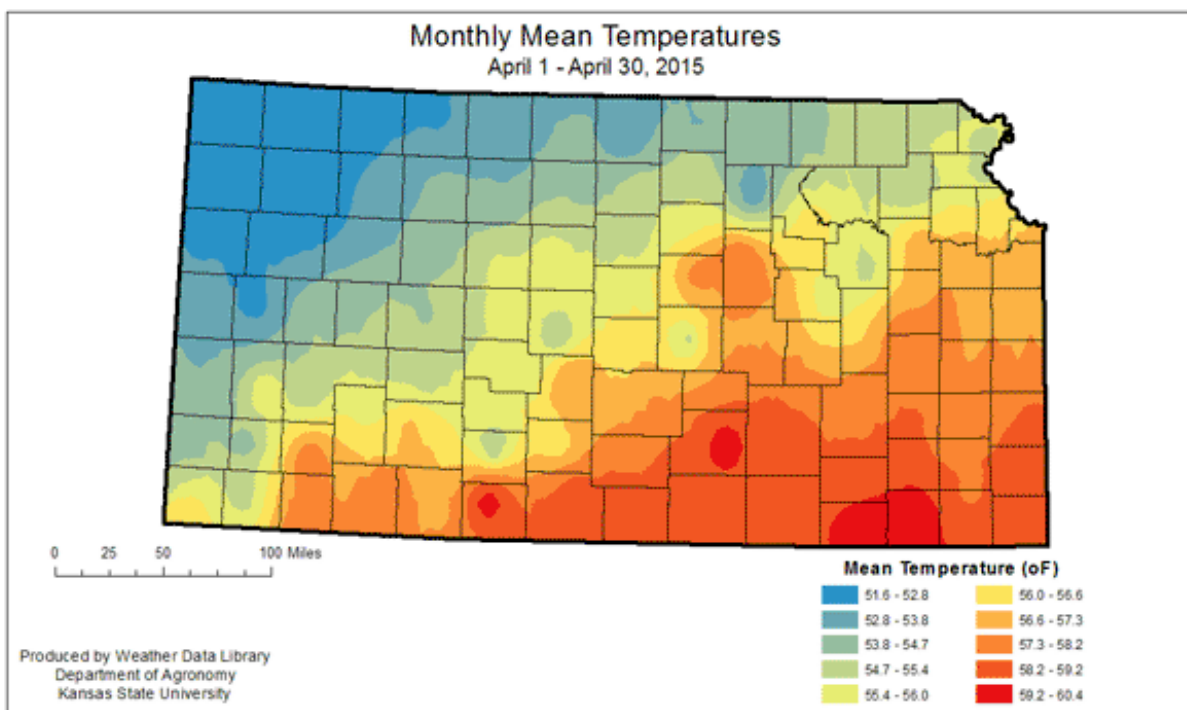 Monthly Mean Temperatures
April 1 - April 30, 2015
0 25 50 100 Miles
Mean Temperature (oF)
51.6 - 52.8
52.8 - 53.8
53.8 - 54.7
54.7 - 55.4
55.4 - 56.0
56.0 - 56.6
56.6 - 57.3
57.3 - 58.2
58.2 - 59.2
59.2 - 60.4
Produced by Weather Data Library
Department of Agronomy
Kansas State University